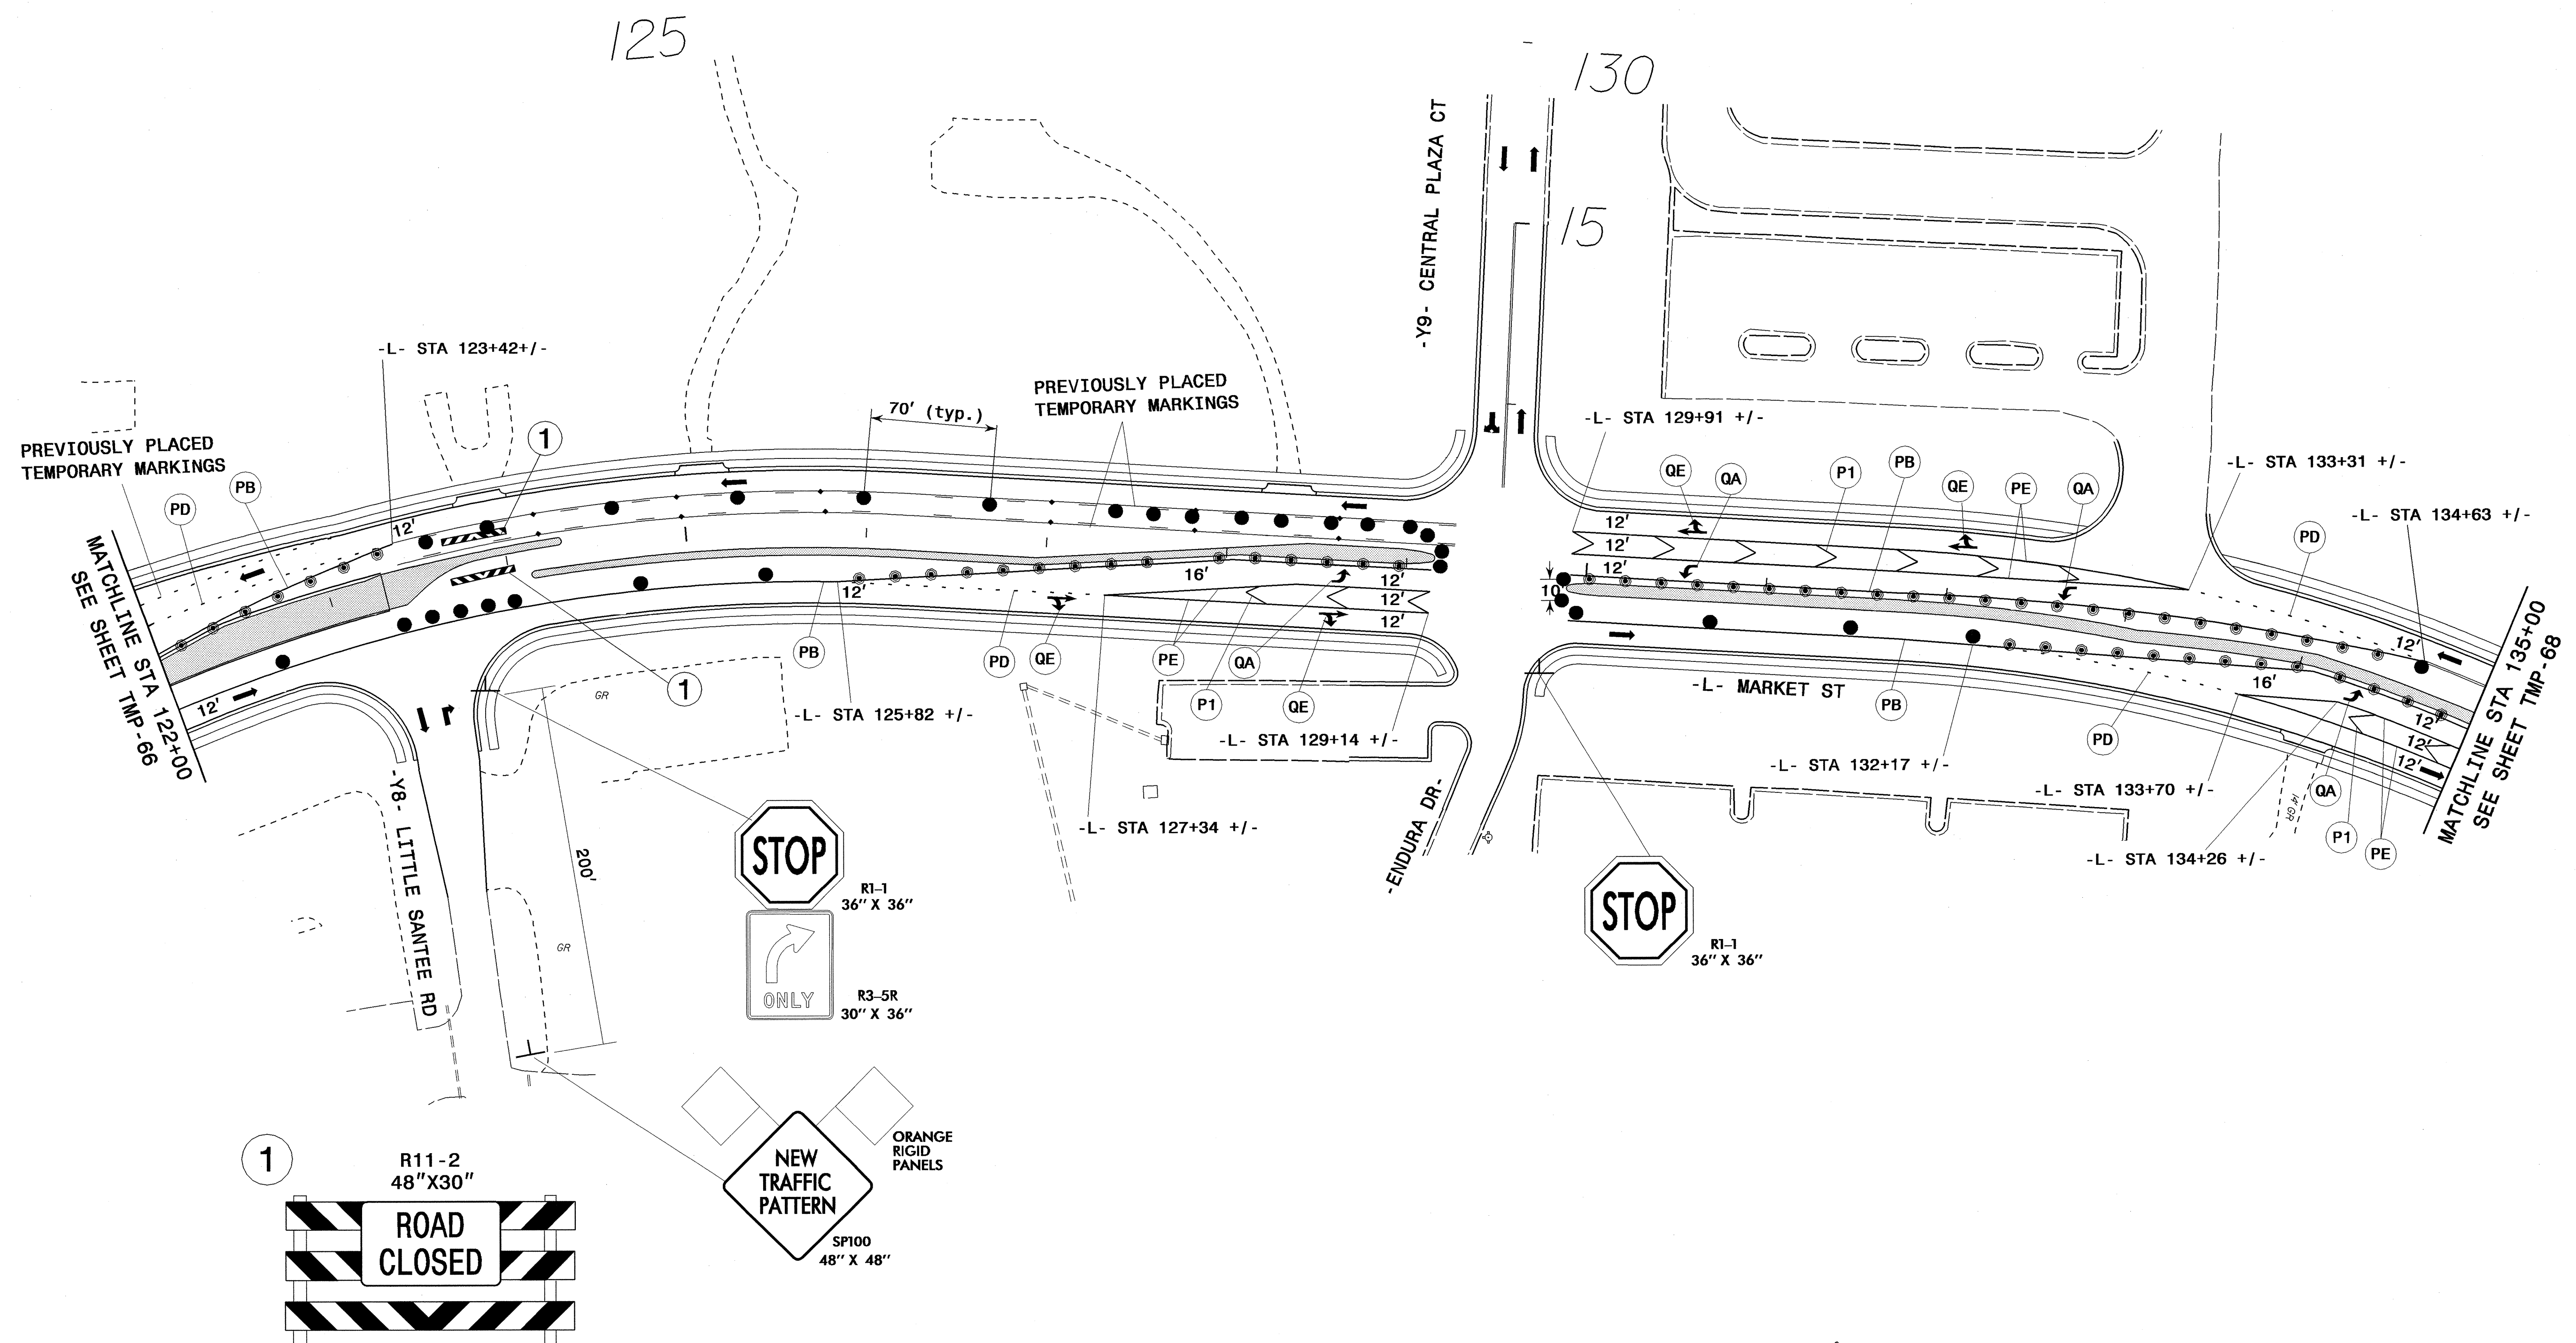 125
130
15
-Y9- CENTRAL PLAZA CT
-L- STA 123+42+/-
PREVIOUSLY PLACED
TEMPORARY MARKINGS
PD
PB
1
12'
70' (typ.)
PREVIOUSLY PLACED
TEMPORARY MARKINGS
-L- STA 129+91 +/-
QE
QA
P1
PB
QE
PE
QA
-L- STA 133+31 +/-
-L- STA 134+63 +/-
PD
12'
12'
12'
12'
16'
12'
12'
12'
12'
10'
12'
16'
12'
12'
12'
MATCHLINE STA 122+00
SEE SHEET TMP-66
MATCHLINE STA 135+00
SEE SHEET TMP-68
PB
PD
QE
PE
P1
QA
QE
1
GR
-L- MARKET ST
PB
PD
-L- STA 125+82 +/-
-L- STA 129+14 +/-
-L- STA 127+34 +/-
-L- STA 132+17 +/-
-L- STA 133+70 +/-
-L- STA 134+26 +/-
QA
P1
PE
14' GR
-Y8- LITTLE SANTEE RD
-ENDURA DR-
200'
GR
STOP
R1-1
36" X 36"
ONLY
R3-5R
30" X 36"
STOP
R1-1
36" X 36"
ORANGE
RIGID
PANELS
NEW
TRAFFIC
PATTERN
SP100
48" X 48"
1
R11-2
48"X30"
ROAD
CLOSED